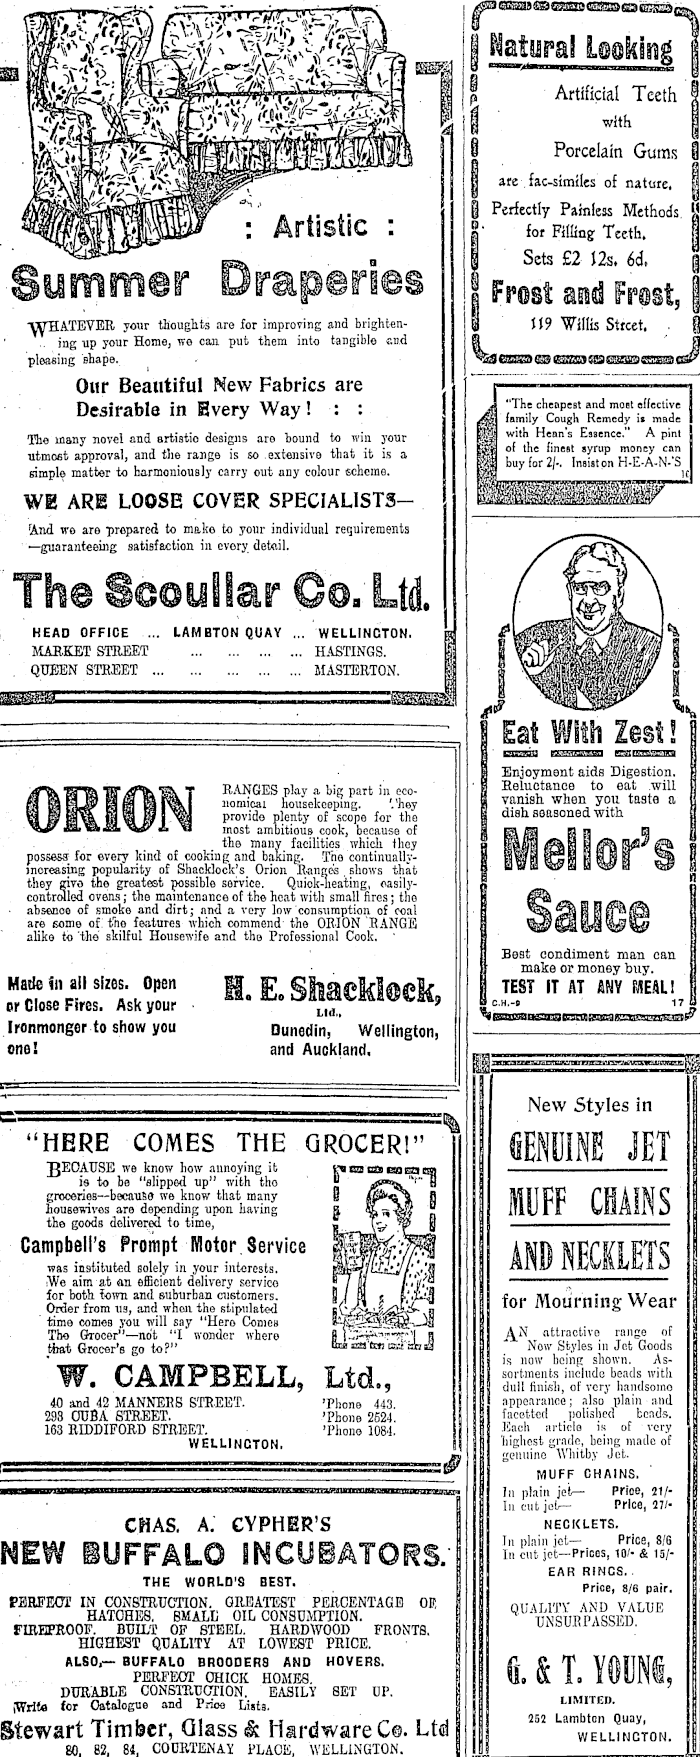 : Artistic :
Summer Draperies
WHATEVER your thoughts are for improving and brighten-
ing up your Home, we can put them into tangible and
pleasing shape.
Our Beautiful New Fabrics are
Desirable in Every Way! : :
The many novel and artistic designs are bound to win your
utmost approval, and the range is so extensive that it is a
simple matter to harmoniously carry out any colour scheme.
WE ARE LOOSE COVER SPECIALISTS—
And we are prepared to make to your individual requirements
—guaranteeing satisfaction in every detail.
The Scoullar Co. Ltd.
HEAD OFFICE ... LAMBTON QUAY ... WELLINGTON.
MARKET STREET ... ... ... ... HASTINGS.
QUEEN STREET ... ... ... ... ... MASTERTON.
ORION
RANGES play a big part in eco-
nomical housekeeping. They
provide plenty of scope for the
most ambitious cook, because of
the many facilities which they
possess for every kind of cooking and baking. The continually-
increasing popularity of Shacklock's Orion Ranges shows that
they give the greatest possible service. Quick-heating, easily-
controlled ovens; the maintenance of the heat with small fires; the
absence of smoke and dirt; and a very low consumption of coal
are some of the features which commend the ORION RANGE
alike to the skilful Housewife and the Professional Cook.
Made in all sizes. Open
or Close Fires. Ask your
Ironmonger to show you
one!
H. E. Shacklock,
Ltd.,
Dunedin, Wellington,
and Auckland.
"HERE COMES THE GROCER!"
BECAUSE we know how annoying it
is to be "slipped up" with the
groceries—because we know that many
housewives are depending upon having
the goods delivered to time,
Campbell's Prompt Motor Service
was instituted solely in your interests.
We aim at an efficient delivery service
for both town and suburban customers.
Order from us, and when the stipulated
time comes you will say "Here Comes
The Grocer"—not "I wonder where
that Grocer's go to?"
W. CAMPBELL, Ltd.,
40 and 42 MANNERS STREET. 'Phone 443.
293 CUBA STREET. 'Phone 2524.
163 RIDDIFORD STREET. 'Phone 1084.
WELLINGTON.
CHAS. A. CYPHER'S
NEW BUFFALO INCUBATORS.
THE WORLD'S BEST.
PERFECT IN CONSTRUCTION. GREATEST PERCENTAGE OF
HATCHES. SMALL OIL CONSUMPTION.
FIREPROOF. BUILT OF STEEL. HARDWOOD FRONTS.
HIGHEST QUALITY AT LOWEST PRICE.
ALSO,— BUFFALO BROODERS AND HOVERS.
PERFECT CHICK HOMES.
DURABLE CONSTRUCTION. EASILY SET UP.
Write for Catalogue and Price Lists.
Stewart Timber, Glass & Hardware Co. Ltd
80, 82, 84, COURTENAY PLACE, WELLINGTON.
Natural Looking
Artificial Teeth
with
Porcelain Gums
are fac-similes of nature.
Perfectly Painless Methods
for Filling Teeth.
Sets £2 12s. 6d.
Frost and Frost,
119 Willis Street.
"The cheapest and most effective
family Cough Remedy is made
with Hean's Essence." A pint
of the finest syrup money can
buy for 2/-. Insist on H-E-A-N-'S
Eat With Zest!
Enjoyment aids Digestion.
Reluctance to eat will
vanish when you taste a
dish seasoned with
Mellor's
Sauce
Best condiment man can
make or money buy.
TEST IT AT ANY MEAL!
C.H.-9 17
New Styles in
GENUINE JET
MUFF CHAINS
AND NECKLETS
for Mourning Wear
AN attractive range of
New Styles in Jet Goods
is now being shown. As-
sortments include beads with
dull finish, of very handsome
appearance; also plain and
facetted polished beads.
Each article is of very
highest grade, being made of
genuine Whitby Jet.
MUFF CHAINS.
In plain jet— Price, 21/-
In cut jet— Price, 27/-
NECKLETS.
In plain jet— Price, 8/6
In cut jet—Prices, 10/- & 15/-
EAR RINGS.
Price, 8/6 pair.
QUALITY AND VALUE
UNSURPASSED.
G. & T. YOUNG,
LIMITED.
252 Lambton Quay,
WELLINGTON.